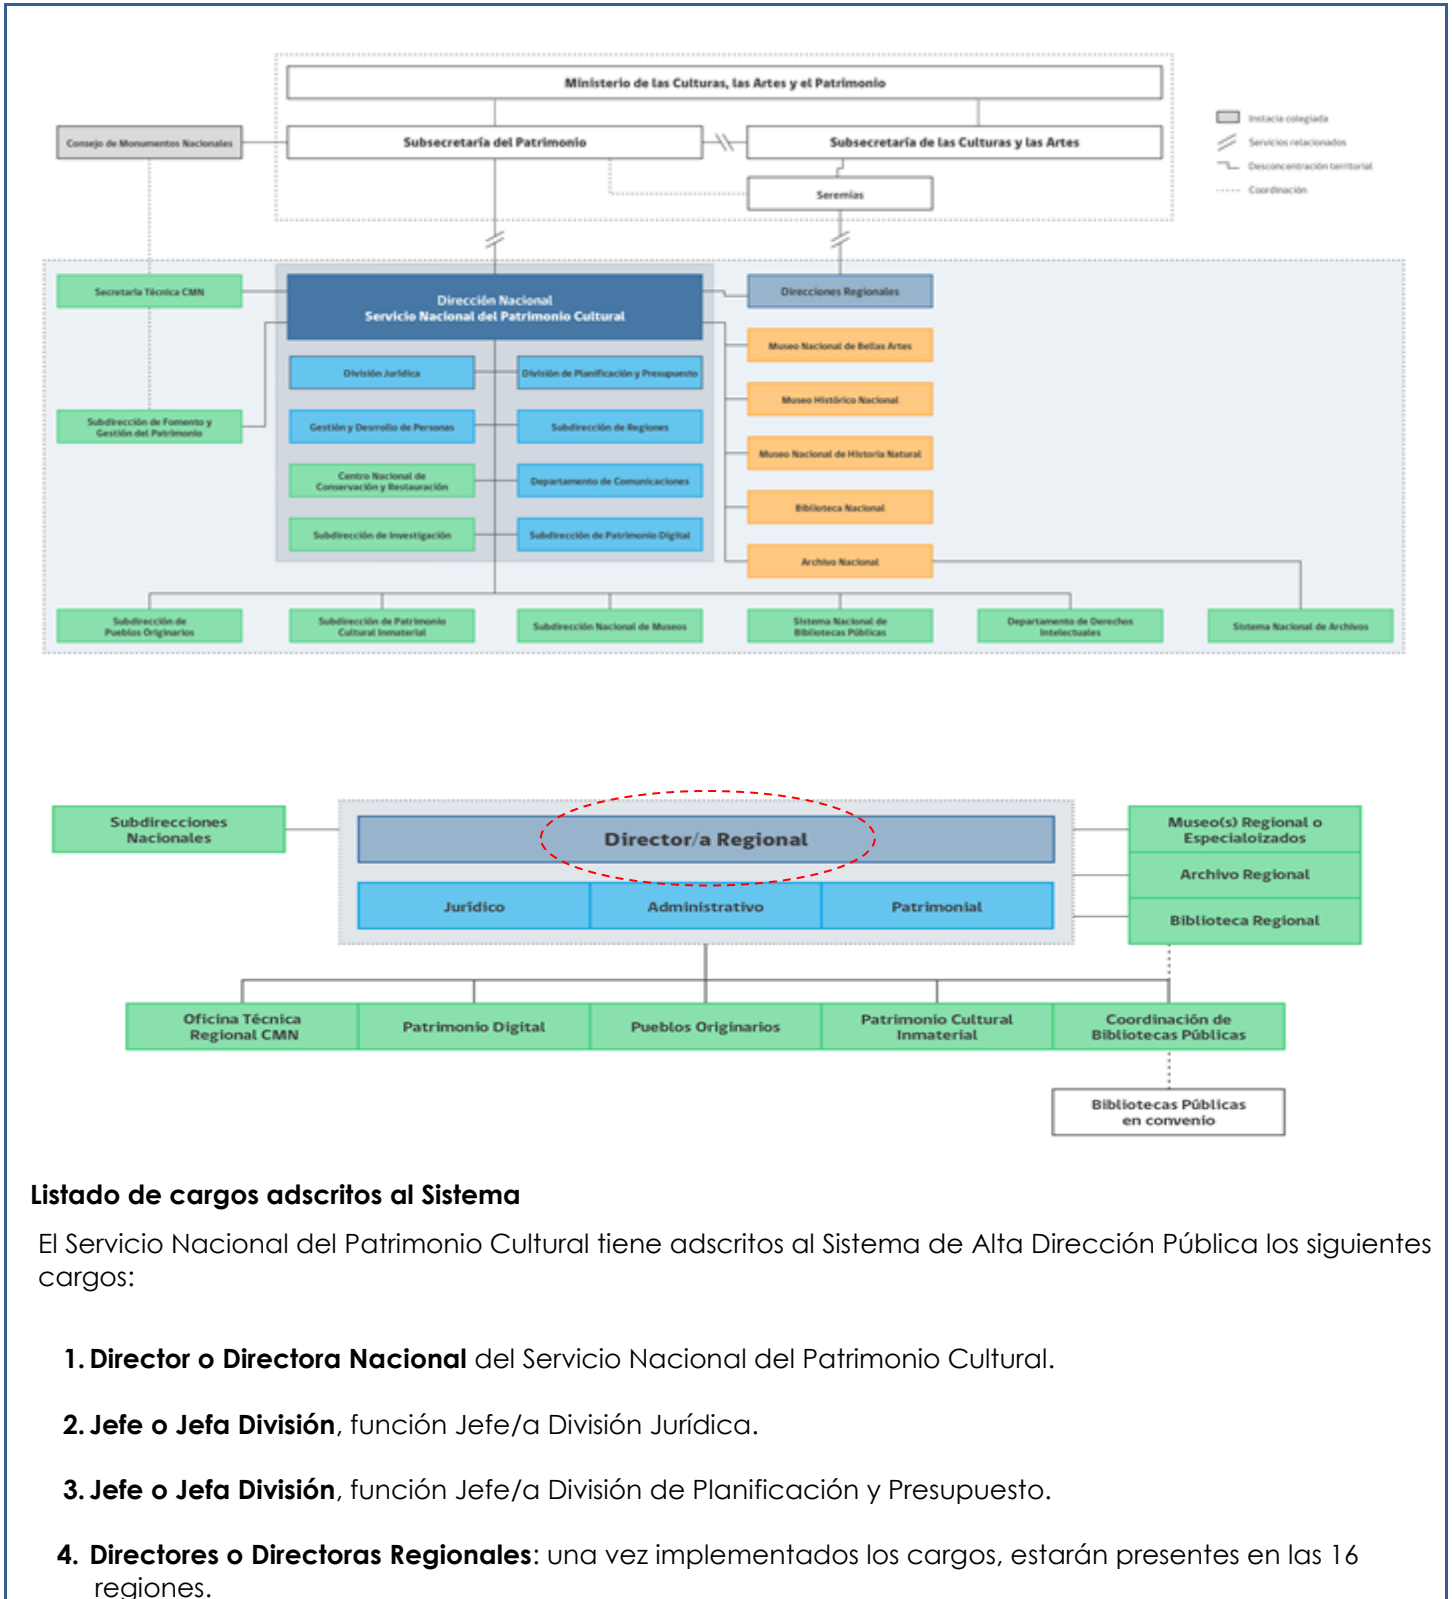 Ministerio de las Culturas, las Artes y el Patrimonio
Consejo de Monumentos Nacionales
Subsecretaría del Patrimonio
Subsecretaría de las Culturas y las Artes
Seremías
Instacia colegiada
Servicios relacionados
Desconcentración territorial
Coordinación
Secretaría Técnica CMN
Dirección Nacional
Servicio Nacional del Patrimonio Cultural
Direcciones Regionales
Museo Nacional de Bellas Artes
División Jurídica
División de Planificación y Presupuesto
Museo Histórico Nacional
Subdirección de Fomento y
Gestión del Patrimonio
Gestión y Desrrollo de Personas
Subdirección de Regiones
Museo Nacional de Historia Natural
Centro Nacional de
Conservación y Restauración
Departamento de Comunicaciones
Biblioteca Nacional
Subdirección de Investigación
Subdirección de Patrimonio Digital
Archivo Nacional
Subdirección de
Pueblos Originarios
Subdirección de Patrimonio
Cultural Inmaterial
Subdirección Nacional de Museos
Sistema Nacional de
Bibliotecas Públicas
Departamento de Derechos
Intelectuales
Sistema Nacional de Archivos
Subdirecciones
Nacionales
Director/a Regional
Museo(s) Regional o
Especialoizados
Archivo Regional
Biblioteca Regional
Jurídico
Administrativo
Patrimonial
Oficina Técnica
Regional CMN
Patrimonio Digital
Pueblos Originarios
Patrimonio Cultural
Inmaterial
Coordinación de
Bibliotecas Públicas
Bibliotecas Públicas
en convenio
Listado de cargos adscritos al Sistema
El Servicio Nacional del Patrimonio Cultural tiene adscritos al Sistema de Alta Dirección Pública los siguientes
cargos:
1. Director o Directora Nacional del Servicio Nacional del Patrimonio Cultural.
2. Jefe o Jefa División, función Jefe/a División Jurídica.
3. Jefe o Jefa División, función Jefe/a División de Planificación y Presupuesto.
4. Directores o Directoras Regionales: una vez implementados los cargos, estarán presentes en las 16
regiones.